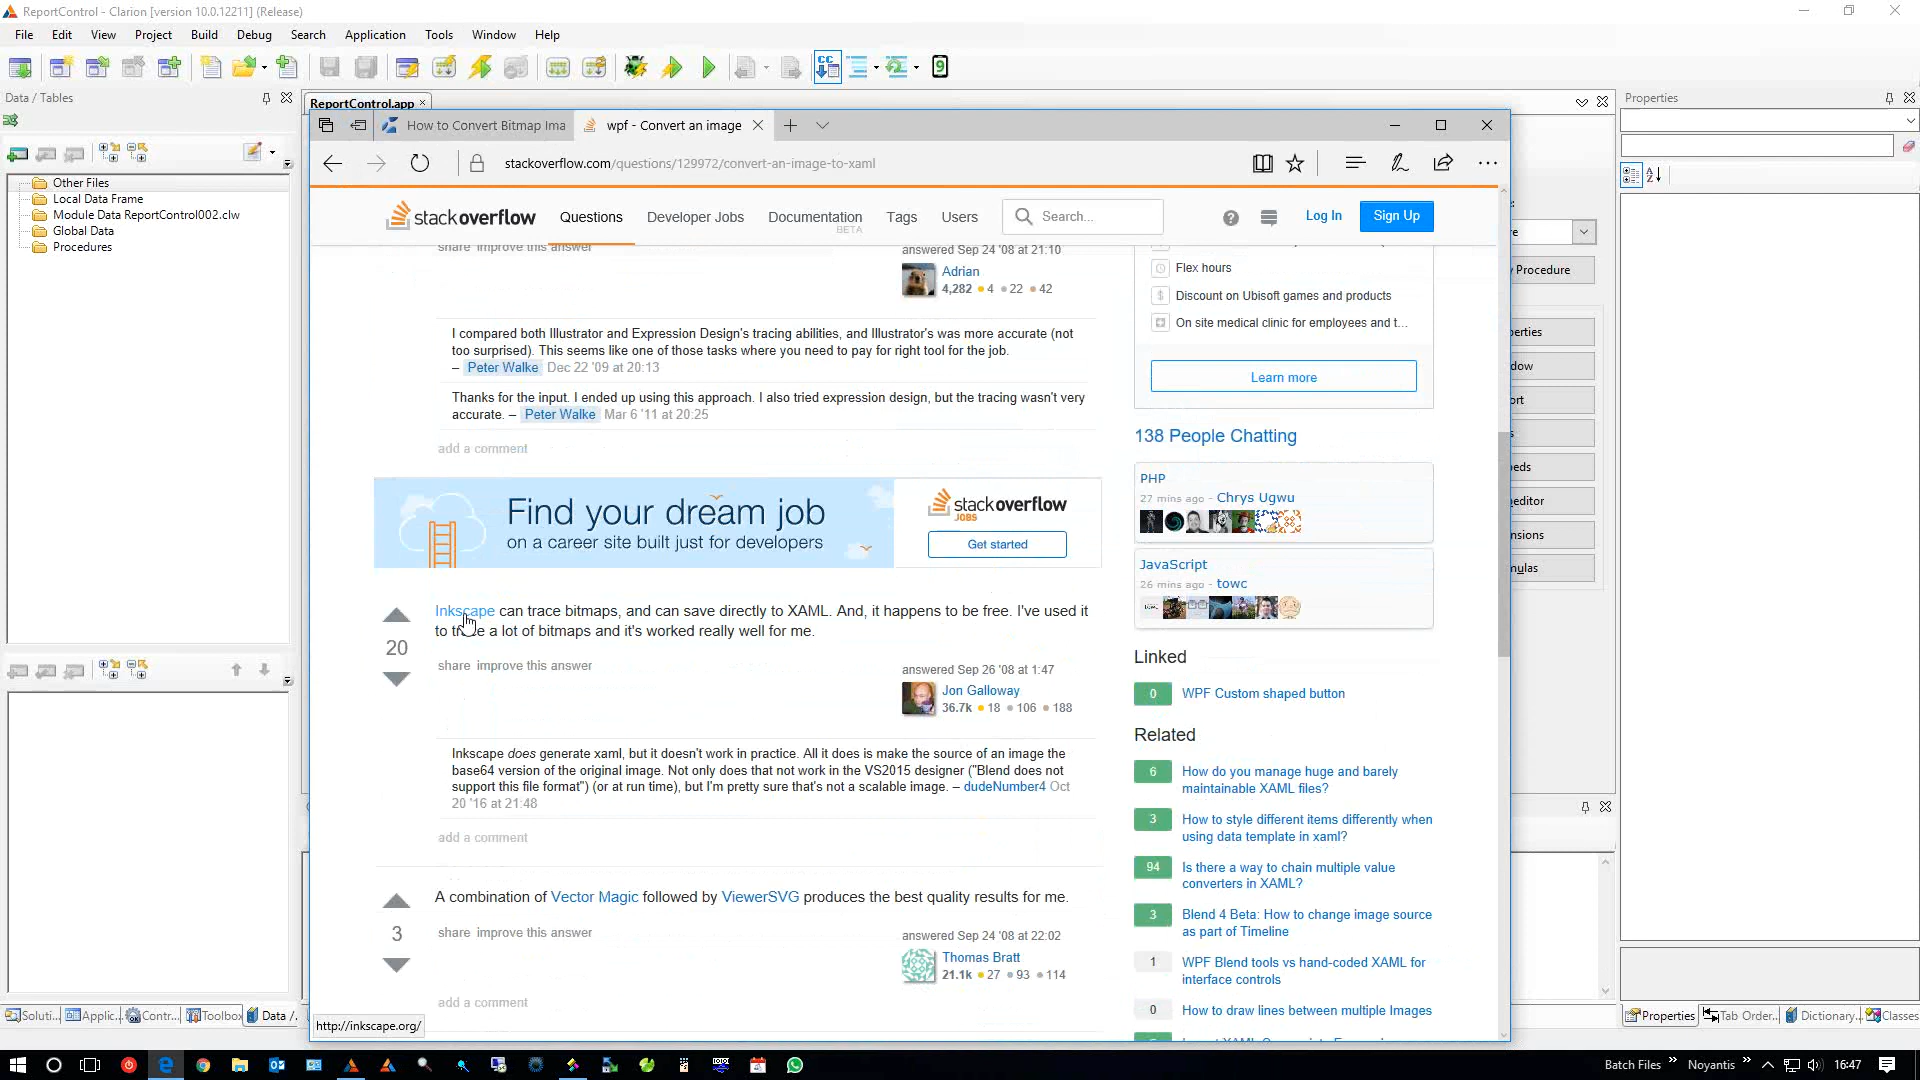 ReportControl - Clarion [version 10.0.12211] (Release)
File Edit View Project Build Debug Search Application Tools Window Help
Data / Tables
ReportControl.app
Properties
How to Convert Bitmap Ima
wpf - Convert an image
stackoverflow.com/questions/129972/convert-an-image-to-xaml
Other Files
Local Data Frame
Module Data ReportControl002.clw
Global Data
Procedures
stackoverflow Questions Developer Jobs Documentation Tags Users Search... Log In Sign Up
BETA
share improve this answer
answered Sep 24 '08 at 21:10
Adrian
4,282 4 22 42
I compared both Illustrator and Expression Design's tracing abilities, and Illustrator's was more accurate (not
too surprised). This seems like one of those tasks where you need to pay for right tool for the job.
– Peter Walke Dec 22 '09 at 20:13
Thanks for the input. I ended up using this approach. I also tried expression design, but the tracing wasn't very
accurate. – Peter Walke Mar 6 '11 at 20:25
add a comment
Find your dream job
on a career site built just for developers
stackoverflow
JOBS
Get started
Inkscape can trace bitmaps, and can save directly to XAML. And, it happens to be free. I've used it
to trace a lot of bitmaps and it's worked really well for me.
20
share improve this answer
answered Sep 26 '08 at 1:47
Jon Galloway
36.7k 18 106 188
Inkscape does generate xaml, but it doesn't work in practice. All it does is make the source of an image the
base64 version of the original image. Not only does that not work in the VS2015 designer ("Blend does not
support this file format") (or at run time), but I'm pretty sure that's not a scalable image. – dudeNumber4 Oct
20 '16 at 21:48
add a comment
A combination of Vector Magic followed by ViewerSVG produces the best quality results for me.
3
share improve this answer
answered Sep 24 '08 at 22:02
Thomas Bratt
21.1k 27 93 114
add a comment
http://inkscape.org/
Flex hours
Discount on Ubisoft games and products
On site medical clinic for employees and t...
Learn more
138 People Chatting
PHP
27 mins ago - Chrys Ugwu
JavaScript
26 mins ago - towc
Linked
0 WPF Custom shaped button
Related
6 How do you manage huge and barely
maintainable XAML files?
3 How to style different items differently when
using data template in xaml?
94 Is there a way to chain multiple value
converters in XAML?
3 Blend 4 Beta: How to change image source
as part of Timeline
1 WPF Blend tools vs hand-coded XAML for
interface controls
0 How to draw lines between multiple Images
re
Procedure
perties
dow
ort
s
eds
editor
nsions
nulas
Soluti... Applic... Contr... Toolbox Data /.
Properties Tab Order... Dictionary... Classes
Batch Files Noyantis 16:47